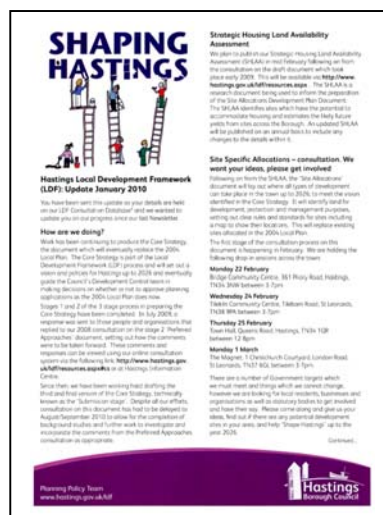 SHAPING
HASTINGS
Hastings Local Development Framework
(LDF): Update January 2010
You have been sent this update as your details are held
on our LDF Consultation Database* and we wanted to
update you on our progress since our last Newsletter.
How are we doing?
Work has been continuing to produce the Core Strategy,
the document which will eventually replace the 2004
Local Plan. The Core Strategy is part of the Local
Development Framework (LDF) process and will set out a
vision and policies for Hastings up to 2026 and eventually
guide the Council's Development Control team in
making decisions on whether or not to approve planning
applications as the 2004 Local Plan does now.
Stages 1 and 2 of the 3 stage process in preparing the
Core Strategy have been completed. In July 2009, a
response was sent to those people and organisations that
replied to our 2008 consultation on the stage 2 'Preferred
Approaches' document, setting out how the comments
were to be taken forward. These comments and
responses can be viewed using our online consultation
system via the following link: http://www.hastings.gov.
uk/ldf/resources.aspx#cs or at Hastings Information
Centre.
Since then, we have been working hard drafting the
third and final version of the Core Strategy, technically
known as the 'Submission stage'. Despite all our efforts,
consultation on this document has had to be delayed to
August/September 2010 to allow for the completion of
background studies and further work to investigate and
incorporate the comments from the Preferred Approaches
consultation as appropriate.
Strategic Housing Land Availability
Assessment
We plan to publish our Strategic Housing Land Availability
Assessment (SHLAA) in mid February following on from
the consultation on the draft document which took
place early 2009. This will be available via http://www.
hastings.gov.uk/ldf/resources.aspx. The SHLAA is a
research document being used to inform the preparation
of the Site Allocations Development Plan Document.
The SHLAA identifies sites which have the potential to
accommodate housing and estimates the likely future
yields from sites across the Borough. An updated SHLAA
will be published on an annual basis to include any
changes to the details within it.
Site Specific Allocations – consultation. We
want your ideas, please get involved
Following on from the SHLAA, the 'Site Allocations'
document will lay out where all types of development
can take place in the town up to 2026, to meet the vision
identified in the Core Strategy. It will identify land for
development, protection and management purposes,
setting out clear rules and standards for sites including
a map to show their locations. This will replace existing
sites allocated in the 2004 Local Plan.
The first stage of the consultation process on this
document is happening in February. We are holding the
following drop in sessions across the town:
Monday 22 February
Bridge Community Centre, 361 Priory Road, Hastings,
TN34 3NW between 3-7pm
Wednesday 24 February
Tilekiln Community Centre, Tilebarn Road, St Leonards,
between 3-7pm
Thursday 25 February
Town Hall, Queens Road, Hastings, TN34 1QR
between 12-8pm
Monday 1 March
The Magnet, 1 Christchurch Courtyard, London Road,
St Leonards, between 3-7pm
There are a number of Government targets which
we must meet and things which we cannot change,
however we are looking for local residents, businesses and
organisations as well as statutory bodies to get involved
and have their say. Please come along and give us your
ideas, find out if there are any potential development
sites in your area, and help "Shape Hastings" up to the
year 2026.
Continued...
Planning Policy Team
www.hastings.gov.uk/ldf
Hastings
Borough Council